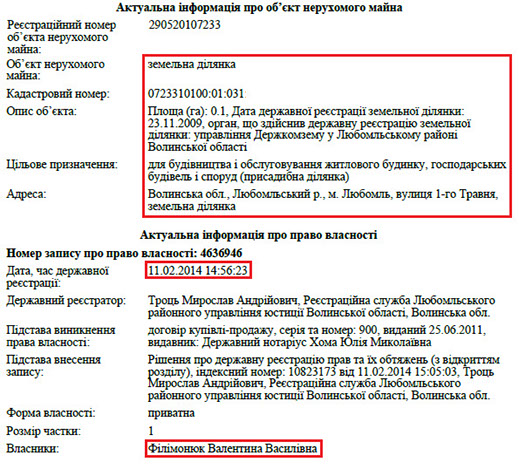 Актуальна інформація про об’єкт нерухомого майна
Реєстраційний номер об’єкта нерухомого майна: 290520107233
Об’єкт нерухомого майна: земельна ділянка
Кадастровий номер: 0723310100:01:031
Опис об’єкта: Площа (га): 0.1, Дата державної реєстрації земельної ділянки:
23.11.2009, орган, що здійснив державну реєстрацію земельної
ділянки: управління Держкомзему у Любомльському районі
Волинської області
Цільове призначення: для будівництва і обслуговування житлового будинку, господарських
будівель і споруд (присадибна ділянка)
Адреса: Волинська обл., Любомльський р., м. Любомль, вулиця 1-го Травня,
земельна ділянка
Актуальна інформація про право власності
Номер запису про право власності: 4636946
Дата, час державної реєстрації: 11.02.2014 14:56:23
Державний реєстратор: Троць Мирослав Андрійович, Реєстраційна служба Любомльського
районного управління юстиції Волинської області, Волинська обл.
Підстава виникнення права власності: договір купівлі-продажу, серія та номер: 900, виданий 25.06.2011,
видавник: Державний нотаріус Хома Юлія Миколаївна
Підстава внесення запису: Рішення про державну реєстрацію прав та їх обтяжень (з відкриттям
розділу), індексний номер: 10823173 від 11.02.2014 15:05:03, Троць
Мирослав Андрійович, Реєстраційна служба Любомльського
районного управління юстиції Волинської області, Волинська обл.
Форма власності: приватна
Розмір частки: 1
Власники: Філімонюк Валентина Василівна